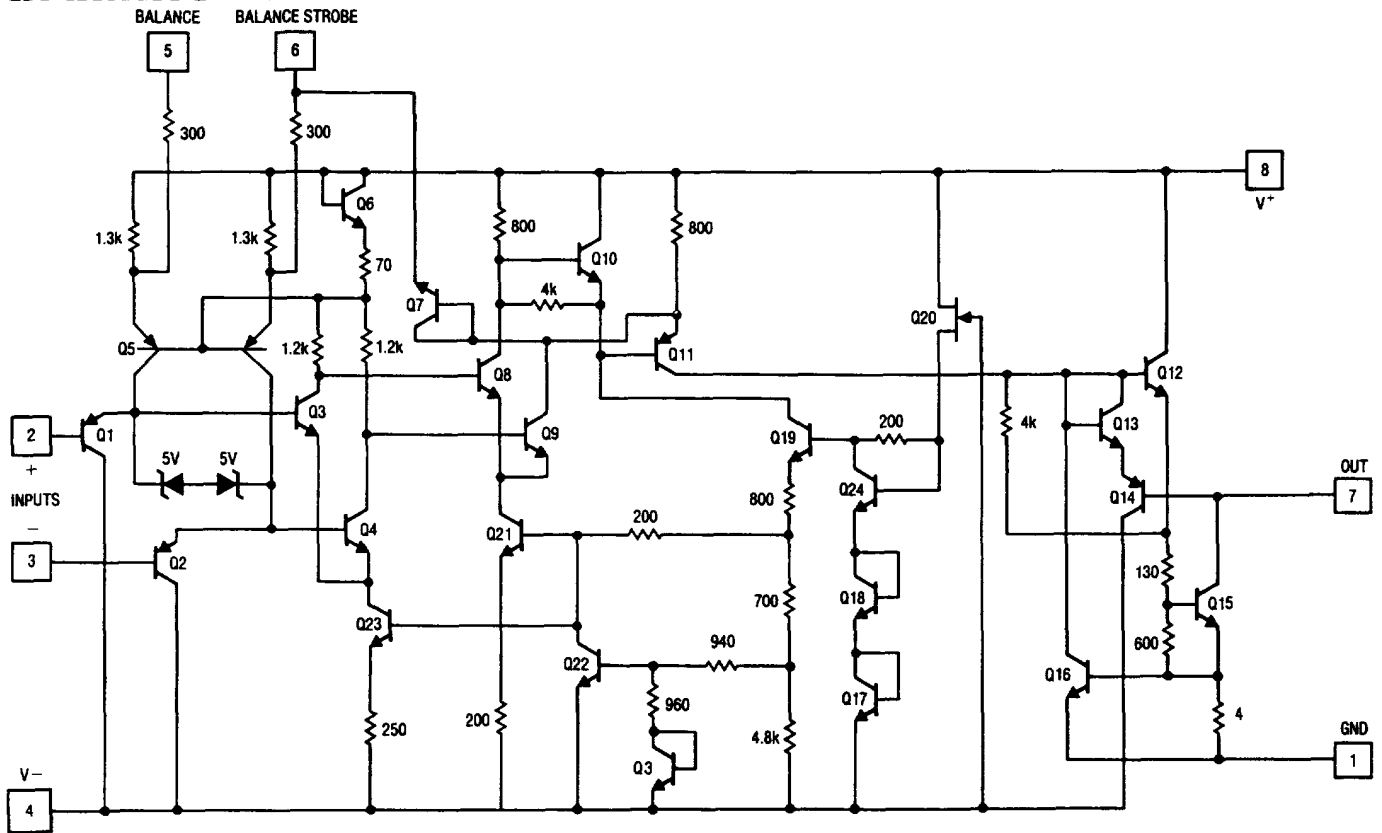 BALANCE
BALANCE STROBE
5
6
300
300
8
V+
Q6
1.3k
1.3k
800
800
Q10
70
4k
Q7
Q20
Q5
1.2k
1.2k
Q11
Q8
Q12
Q3
4k
Q13
2
Q1
+
5V
5V
Q9
Q19
200
OUT
7
INPUTS
Q24
Q14
800
−
3
Q4
Q21
200
Q2
130
Q15
700
Q18
600
Q23
940
Q22
Q16
Q17
960
250
200
4.8k
4
GND
1
Q3
V−
4